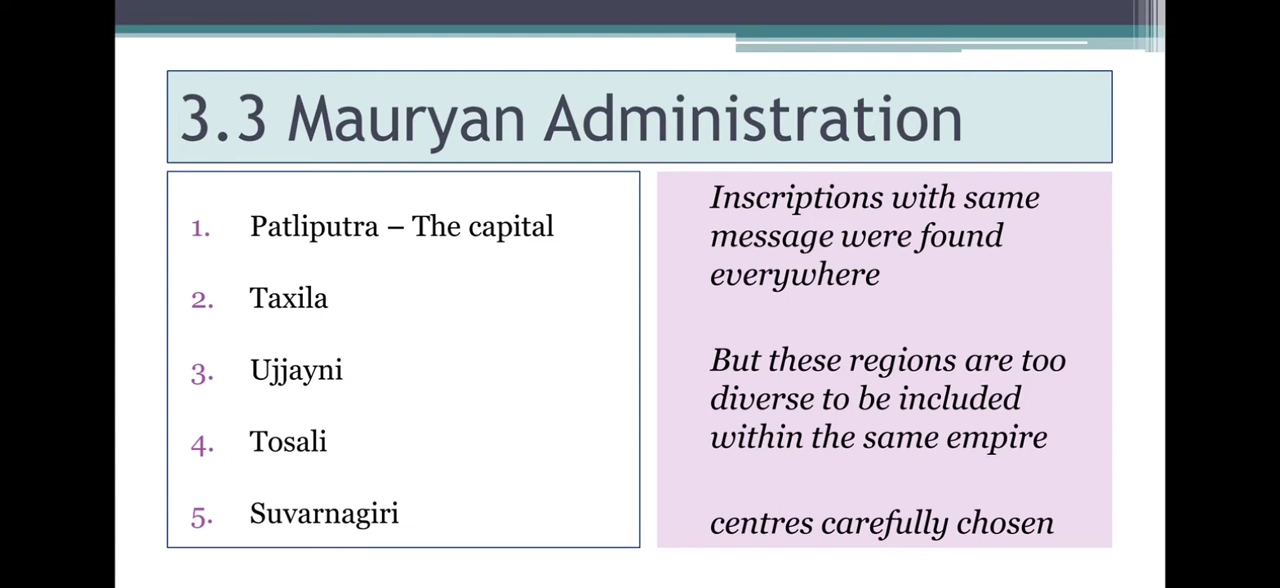 3.3 Mauryan Administration
1. Patliputra – The capital
2. Taxila
3. Ujjayni
4. Tosali
5. Suvarnagiri
Inscriptions with same
message were found
everywhere
But these regions are too
diverse to be included
within the same empire
centres carefully chosen